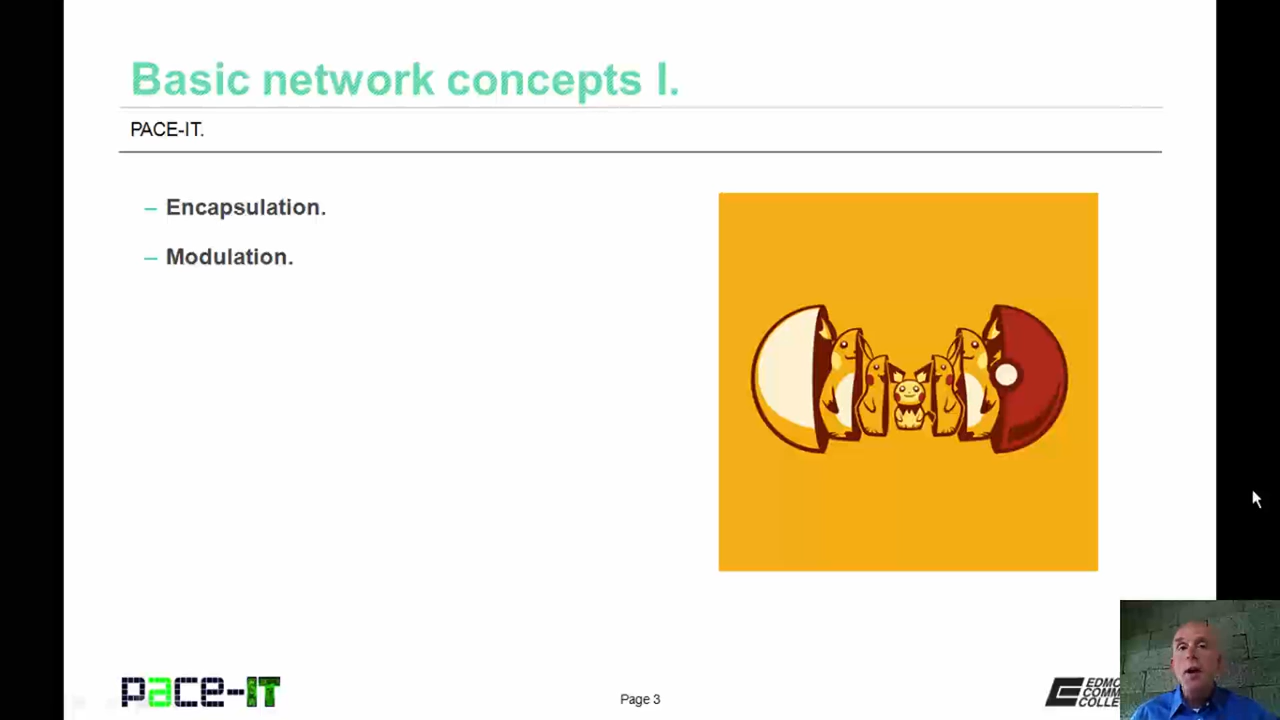 Basic network concepts I.
PACE-IT.
– Encapsulation.
– Modulation.
pace-IT
Page 3